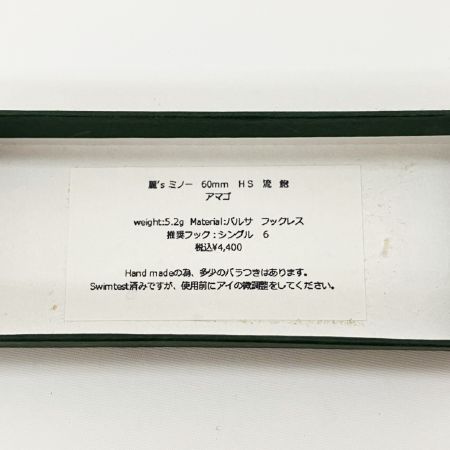 麗'sミノー 60mm HS 流 鮑
アマゴ
weight:5.2g Material:バルサ フックレス
推奨フック:シングル 6
税込¥4,400
Hand madeの為、多少のバラつきはあります。
Swimtest済みですが、使用前にアイの微調整をしてください。